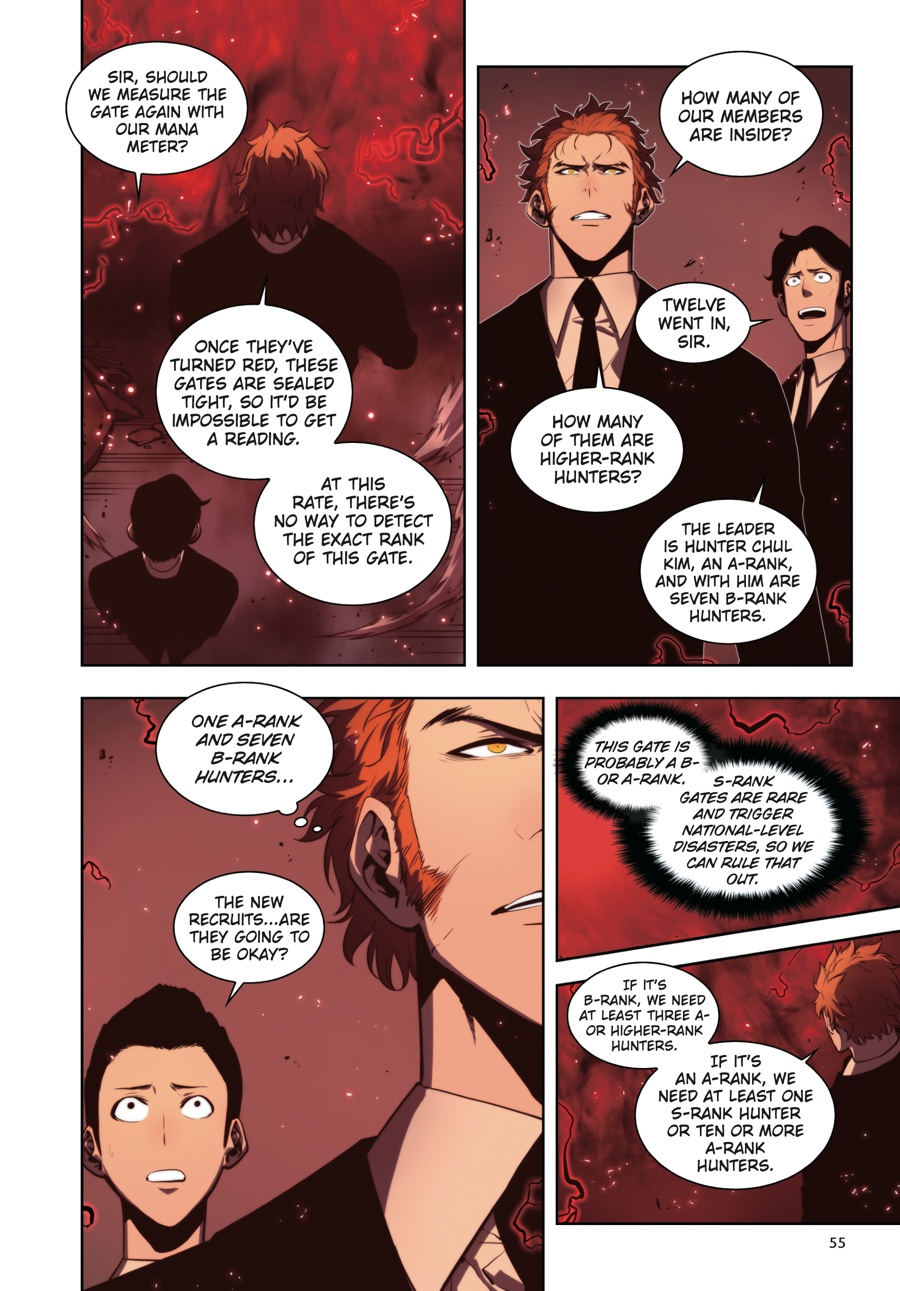 SIR, SHOULD
WE MEASURE THE
GATE AGAIN WITH
OUR MANA
METER?
ONCE THEY'VE
TURNED RED, THESE
GATES ARE SEALED
TIGHT, SO IT'D BE
IMPOSSIBLE TO GET
A READING.
AT THIS
RATE, THERE'S
NO WAY TO DETECT
THE EXACT RANK
OF THIS GATE.
HOW MANY OF
OUR MEMBERS
ARE INSIDE?
TWELVE
WENT IN,
SIR.
HOW MANY
OF THEM ARE
HIGHER-RANK
HUNTERS?
THE LEADER
IS HUNTER CHUL
KIM, AN A-RANK,
AND WITH HIM ARE
SEVEN B-RANK
HUNTERS.
ONE A-RANK
AND SEVEN
B-RANK
HUNTERS...
THE NEW
RECRUITS...ARE
THEY GOING TO
BE OKAY?
THIS GATE IS
PROBABLY A B-
OR A-RANK.
S-RANK
GATES ARE RARE
AND TRIGGER
NATIONAL-LEVEL
DISASTERS, SO WE
CAN RULE THAT
OUT.
IF IT'S
B-RANK, WE NEED
AT LEAST THREE A-
OR HIGHER-RANK
HUNTERS.
IF IT'S
AN A-RANK, WE
NEED AT LEAST ONE
S-RANK HUNTER
OR TEN OR MORE
A-RANK
HUNTERS.
55